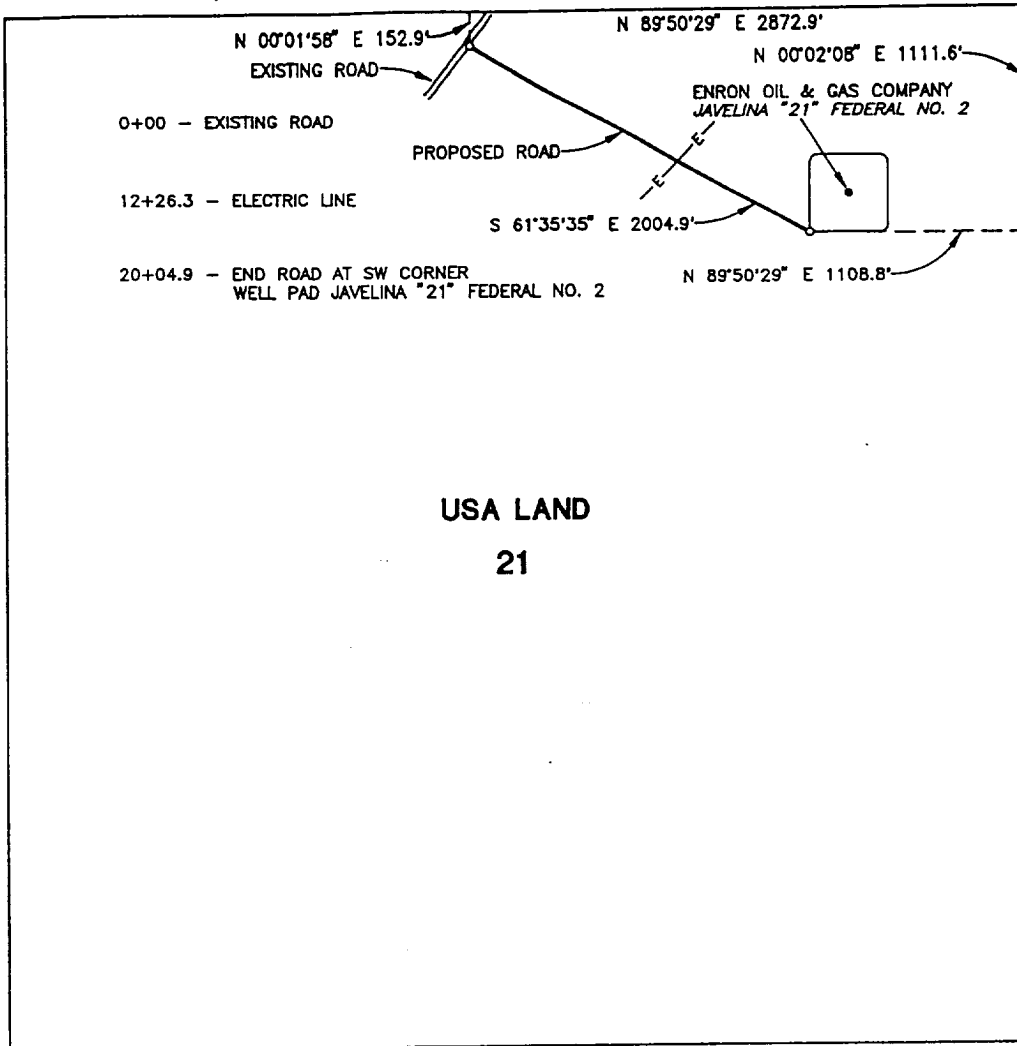 N 00°01'58" E 152.9'
N 89°50'29" E 2872.9'
N 00°02'08" E 1111.6'
EXISTING ROAD
ENRON OIL & GAS COMPANY
JAVELINA "21" FEDERAL NO. 2
0+00 – EXISTING ROAD
PROPOSED ROAD
E
E
12+26.3 – ELECTRIC LINE
S 61°35'35" E 2004.9'
20+04.9 – END ROAD AT SW CORNER
WELL PAD JAVELINA "21" FEDERAL NO. 2
N 89°50'29" E 1108.8'
USA LAND
21